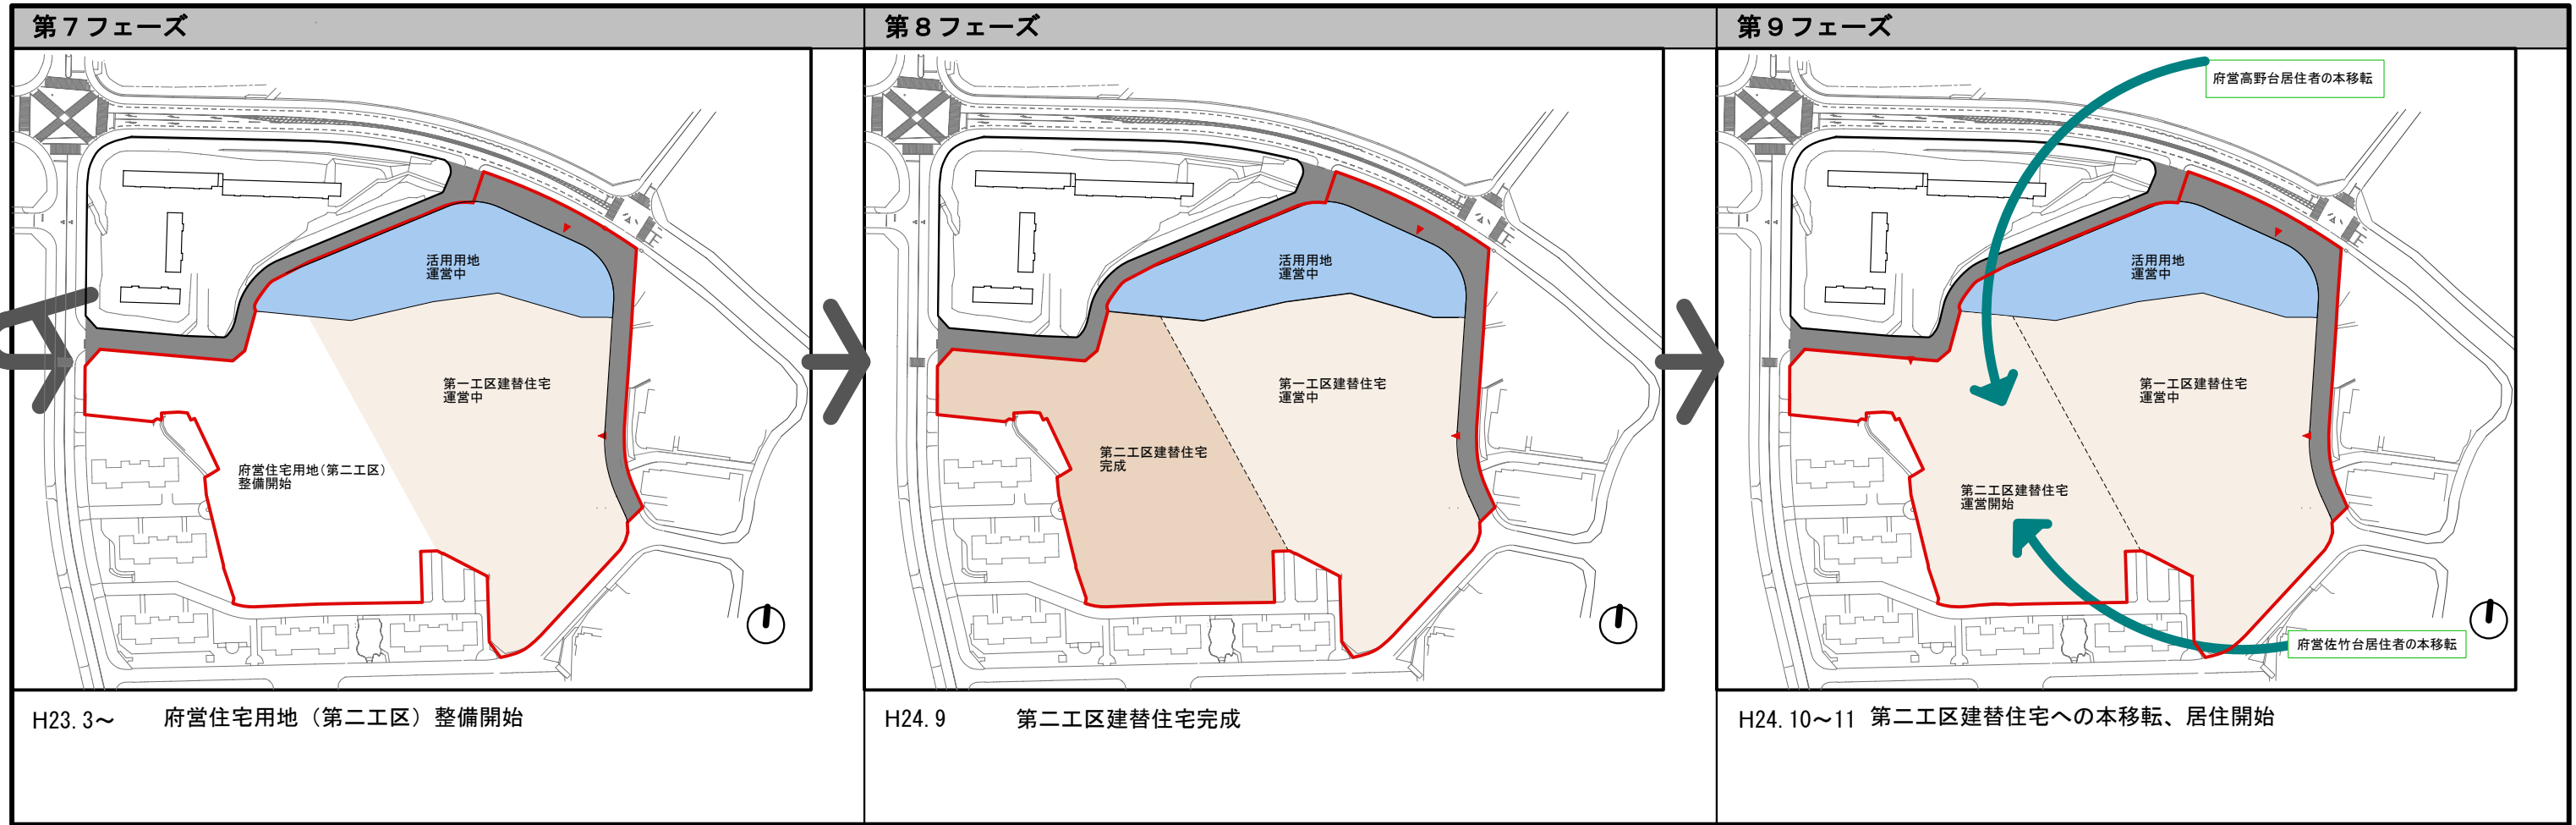 第７フェーズ
第８フェーズ
第９フェーズ
活用用地
運営中
第一工区建替住宅
運営中
府営住宅用地（第二工区）
整備開始
活用用地
運営中
第一工区建替住宅
運営中
第二工区建替住宅
完成
府営高野台居住者の本移転
活用用地
運営中
第一工区建替住宅
運営中
第二工区建替住宅
運営開始
府営佐竹台居住者の本移転
H23.3～ 府営住宅用地（第二工区）整備開始
H24.9 第二工区建替住宅完成
H24.10～11 第二工区建替住宅への本移転、居住開始